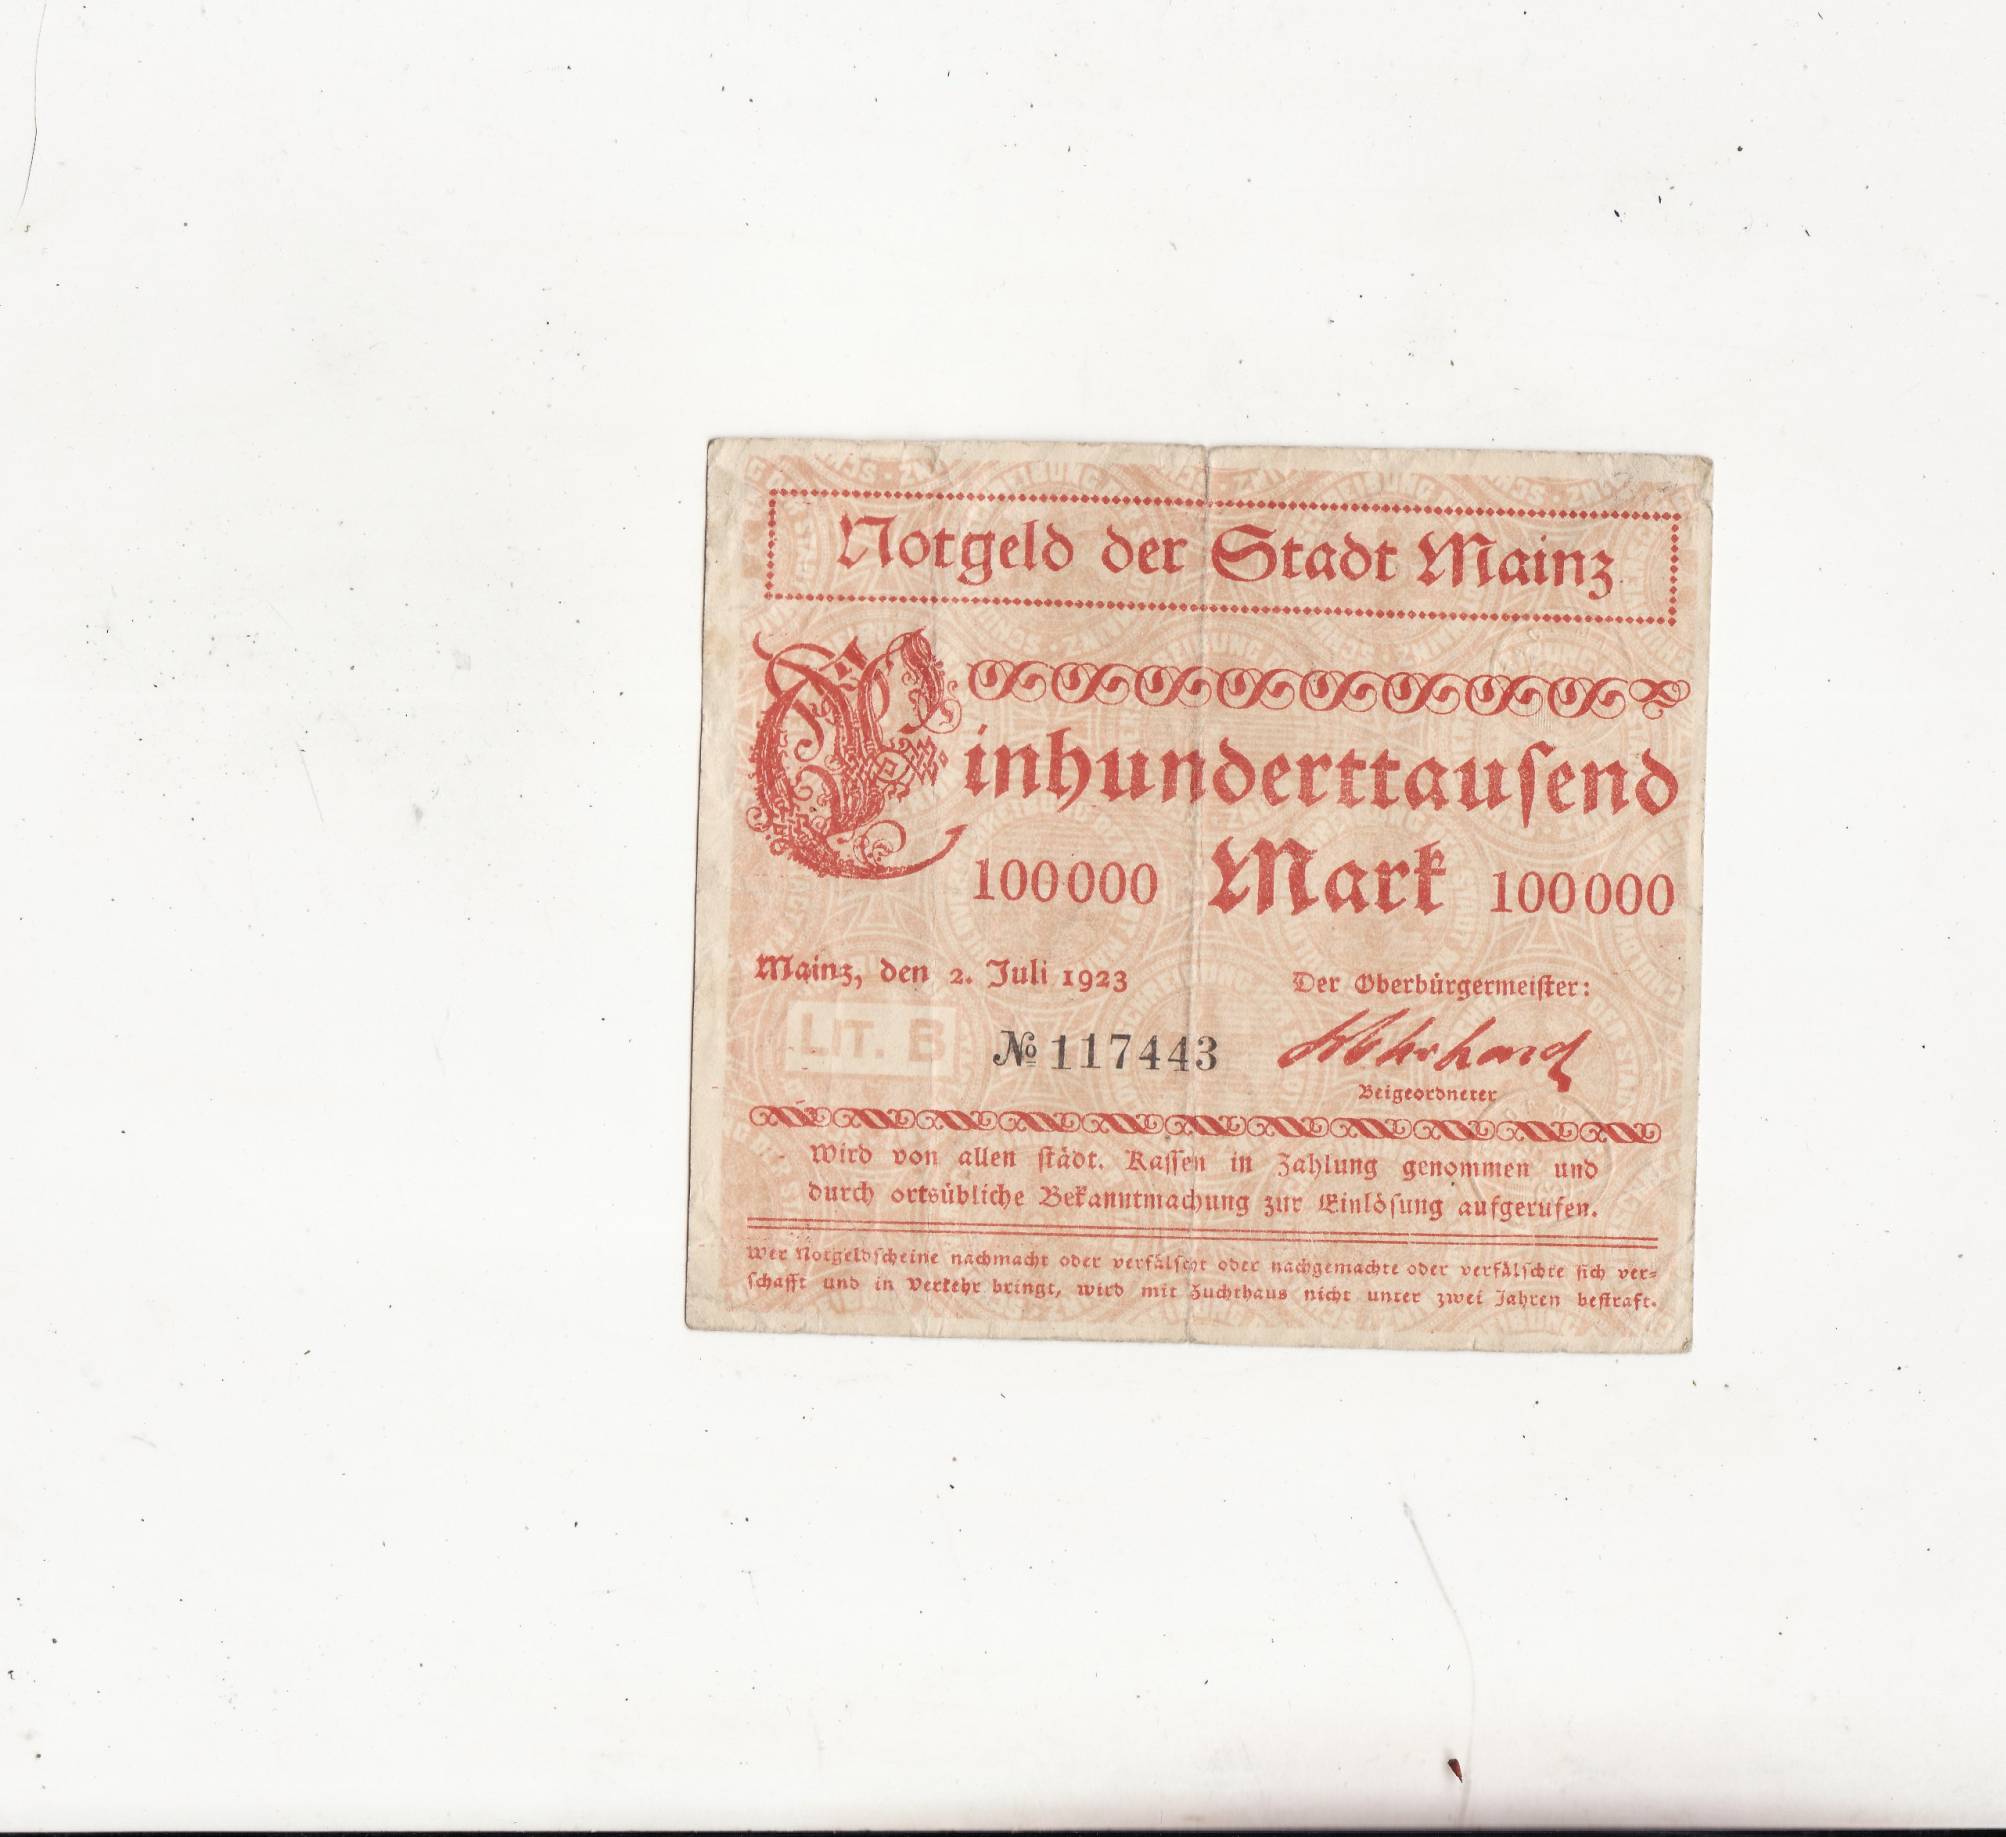 Notgeld der Stadt Mainz
Einhunderttausend
100000 Mark 100000
Mainz, den 2. Juli 1923
Der Oberbürgermeiſter:
LIT. B
№ 117443
Beigeordneter
Wird von allen ſtädt. Kaſſen in Zahlung genommen und
durch ortsübliche Bekanntmachung zur Einlöſung aufgerufen.
Wer Notgeldſcheine nachmacht oder verfälſcht oder nachgemachte oder verfälſchte ſich ver=
ſchafft und in Verkehr bringt, wird mit Zuchthaus nicht unter zwei Jahren beſtraft.